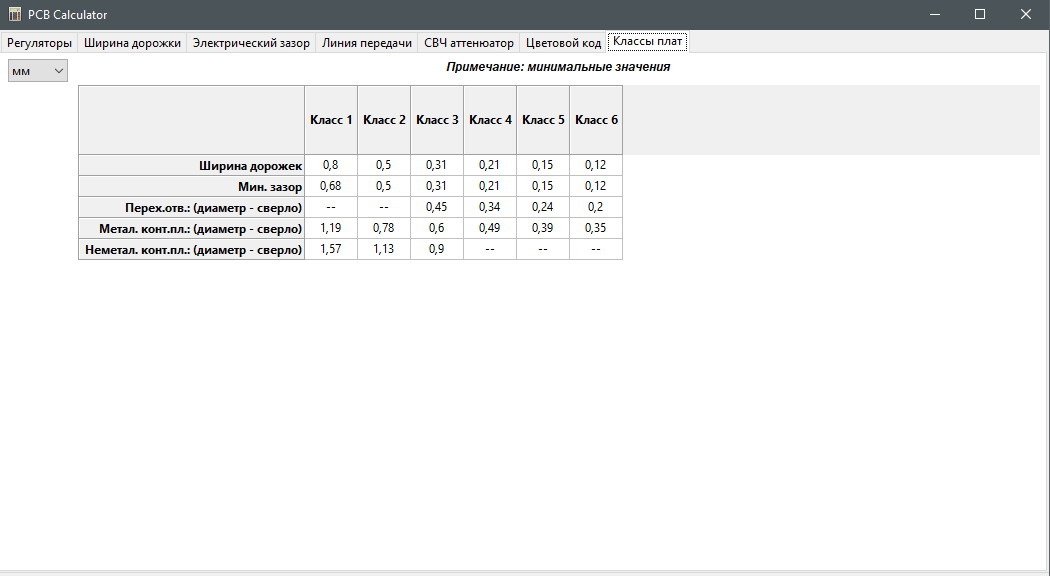 PCB Calculator
Регуляторы Ширина дорожки Электрический зазор Линия передачи СВЧ аттенюатор Цветовой код Классы плат
мм Примечание: минимальные значения
Класс 1 Класс 2 Класс 3 Класс 4 Класс 5 Класс 6
Ширина дорожек 0,8 0,5 0,31 0,21 0,15 0,12
Мин. зазор 0,68 0,5 0,31 0,21 0,15 0,12
Перех.отв.: (диаметр - сверло) -- -- 0,45 0,34 0,24 0,2
Метал. конт.пл.: (диаметр - сверло) 1,19 0,78 0,6 0,49 0,39 0,35
Неметал. конт.пл.: (диаметр - сверло) 1,57 1,13 0,9 -- -- --